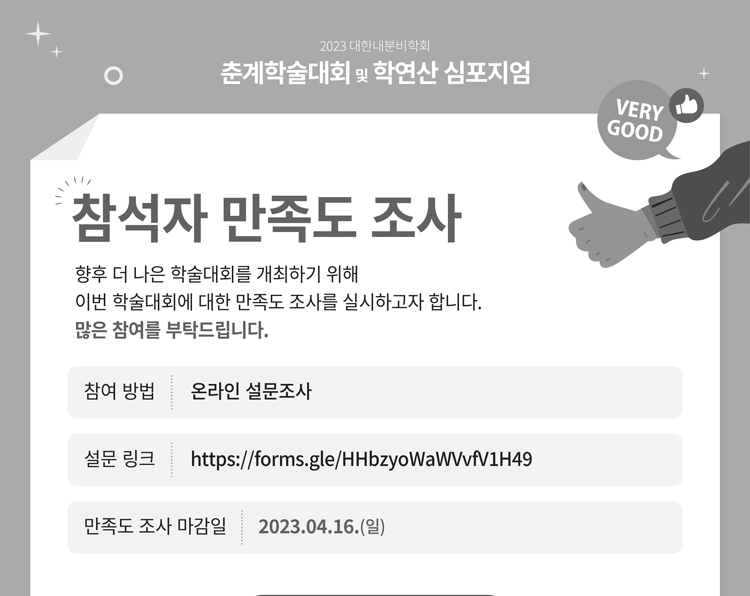 2023 대한내분비학회
춘계학술대회 및 학연산 심포지엄
VERY
GOOD
참석자 만족도 조사
향후 더 나은 학술대회를 개최하기 위해
이번 학술대회에 대한 만족도 조사를 실시하고자 합니다.
많은 참여를 부탁드립니다.
참여 방법 온라인 설문조사
설문 링크 https://forms.gle/HHbzyoWaWVvfV1H49
만족도 조사 마감일 2023.04.16.(일)